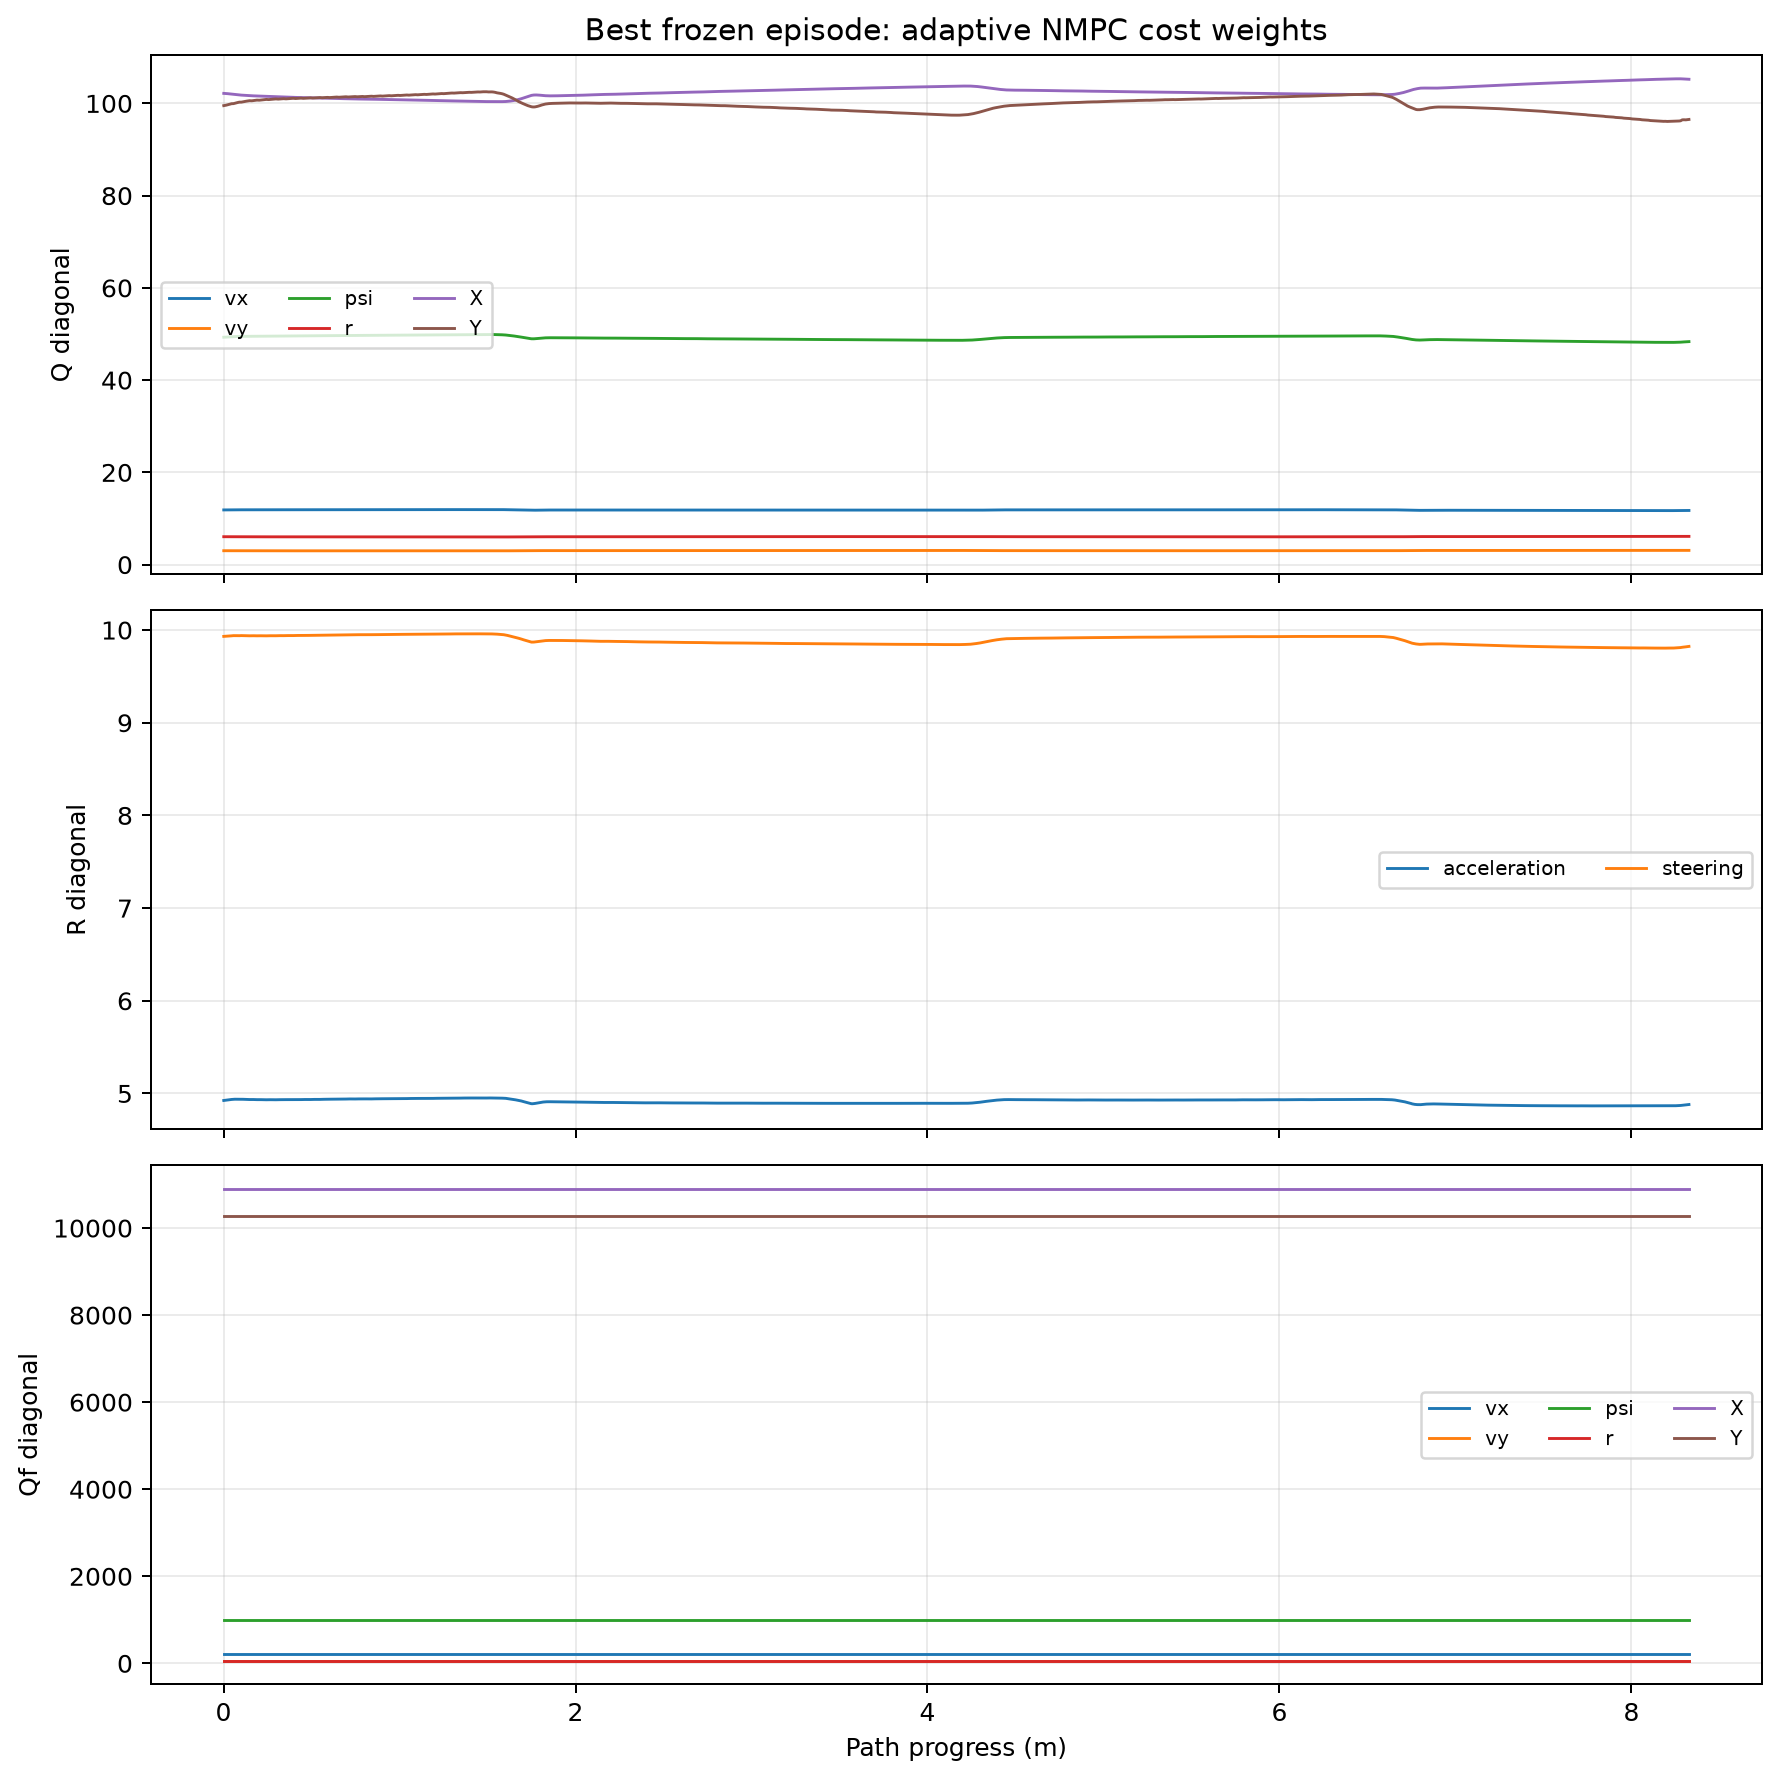 Best frozen episode: adaptive NMPC cost weights
100
80
60
40
20
0
Q diagonal
vx psi X
vy r Y
10
9
8
7
6
5
R diagonal
acceleration steering
10000
8000
6000
4000
2000
0
Qf diagonal
vx psi X
vy r Y
0 2 4 6 8
Path progress (m)